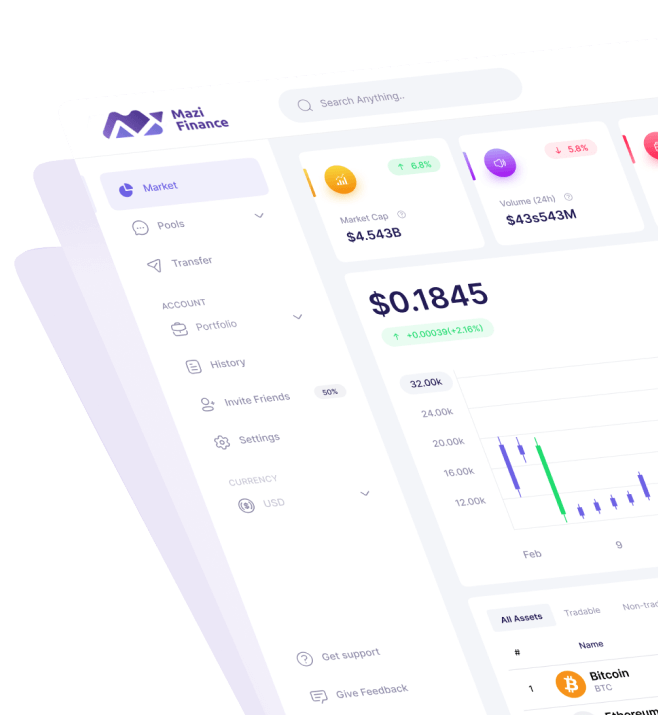 Mazi
Finance
Search Anything..
Market
Pools
Transfer
ACCOUNT
Portfolio
History
Invite Friends
50%
Settings
CURRENCY
USD
Get support
Give Feedback
6.8%
Market Cap
$4.543B
5.8%
Volume (24h)
$43s543M
$0.1845
+0.00039(+2.16%)
32.00k
24.00k
20.00k
16.00k
12.00k
Feb
9
All Assets
Tradable
Non-trad
# Name
1 Bitcoin
BTC
Ethereum